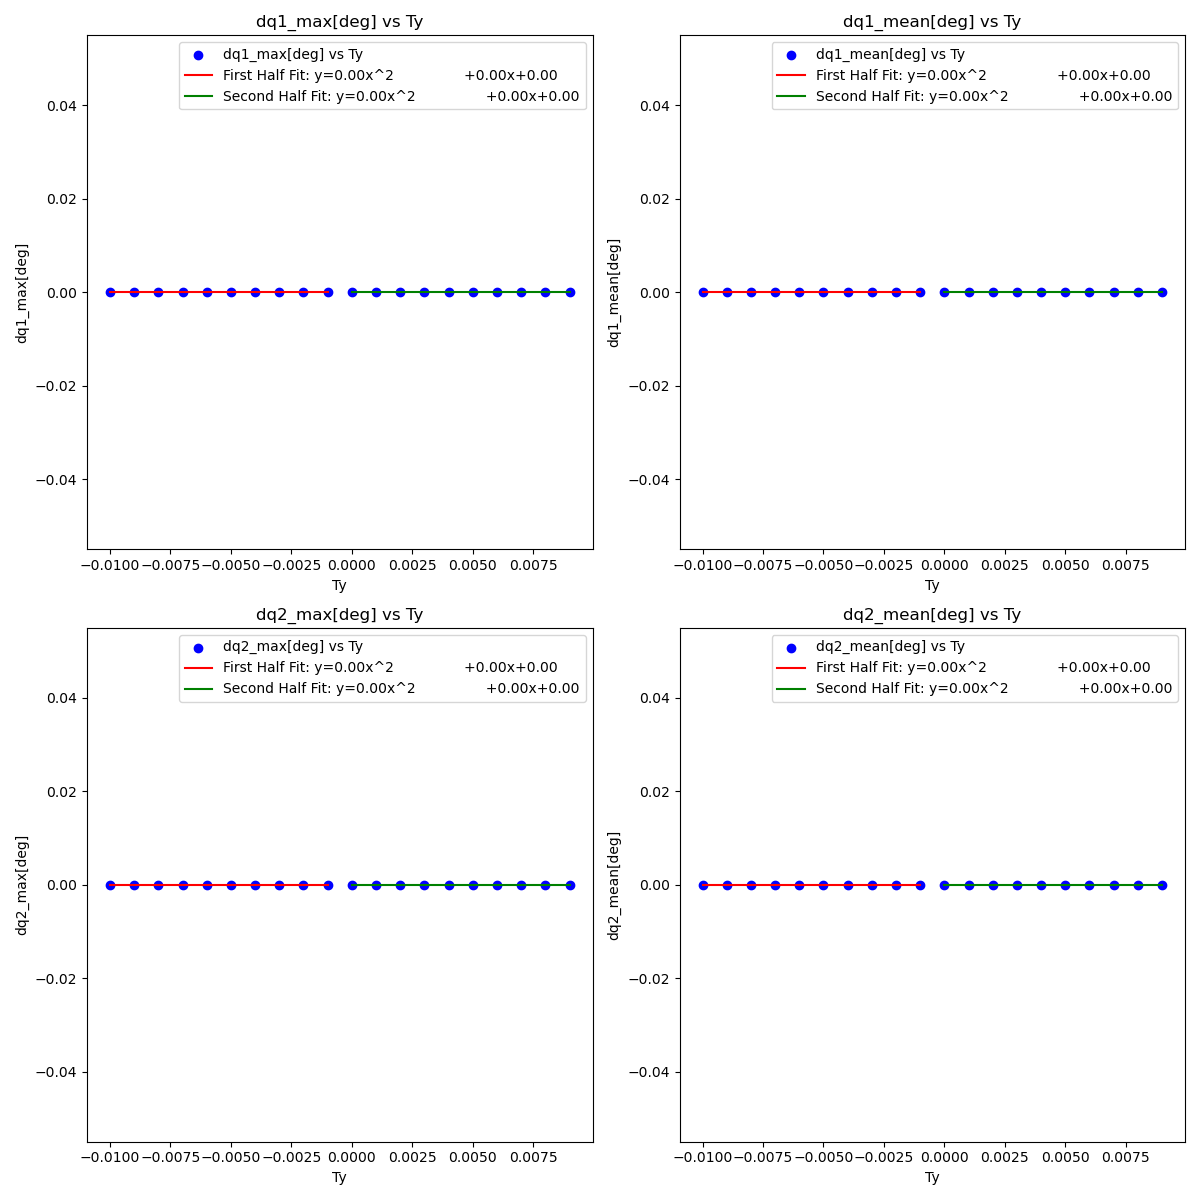 dq1_max[deg] vs Ty
dq1_max[deg] vs Ty
First Half Fit: y=0.00x^2 +0.00x+0.00
Second Half Fit: y=0.00x^2 +0.00x+0.00
0.04
0.02
0.00
−0.02
−0.04
dq1_max[deg]
−0.0100 −0.0075 −0.0050 −0.0025 0.0000 0.0025 0.0050 0.0075
Ty
dq1_mean[deg] vs Ty
dq1_mean[deg] vs Ty
First Half Fit: y=0.00x^2 +0.00x+0.00
Second Half Fit: y=0.00x^2 +0.00x+0.00
0.04
0.02
0.00
−0.02
−0.04
dq1_mean[deg]
−0.0100 −0.0075 −0.0050 −0.0025 0.0000 0.0025 0.0050 0.0075
Ty
dq2_max[deg] vs Ty
dq2_max[deg] vs Ty
First Half Fit: y=0.00x^2 +0.00x+0.00
Second Half Fit: y=0.00x^2 +0.00x+0.00
0.04
0.02
0.00
−0.02
−0.04
dq2_max[deg]
−0.0100 −0.0075 −0.0050 −0.0025 0.0000 0.0025 0.0050 0.0075
Ty
dq2_mean[deg] vs Ty
dq2_mean[deg] vs Ty
First Half Fit: y=0.00x^2 +0.00x+0.00
Second Half Fit: y=0.00x^2 +0.00x+0.00
0.04
0.02
0.00
−0.02
−0.04
dq2_mean[deg]
−0.0100 −0.0075 −0.0050 −0.0025 0.0000 0.0025 0.0050 0.0075
Ty